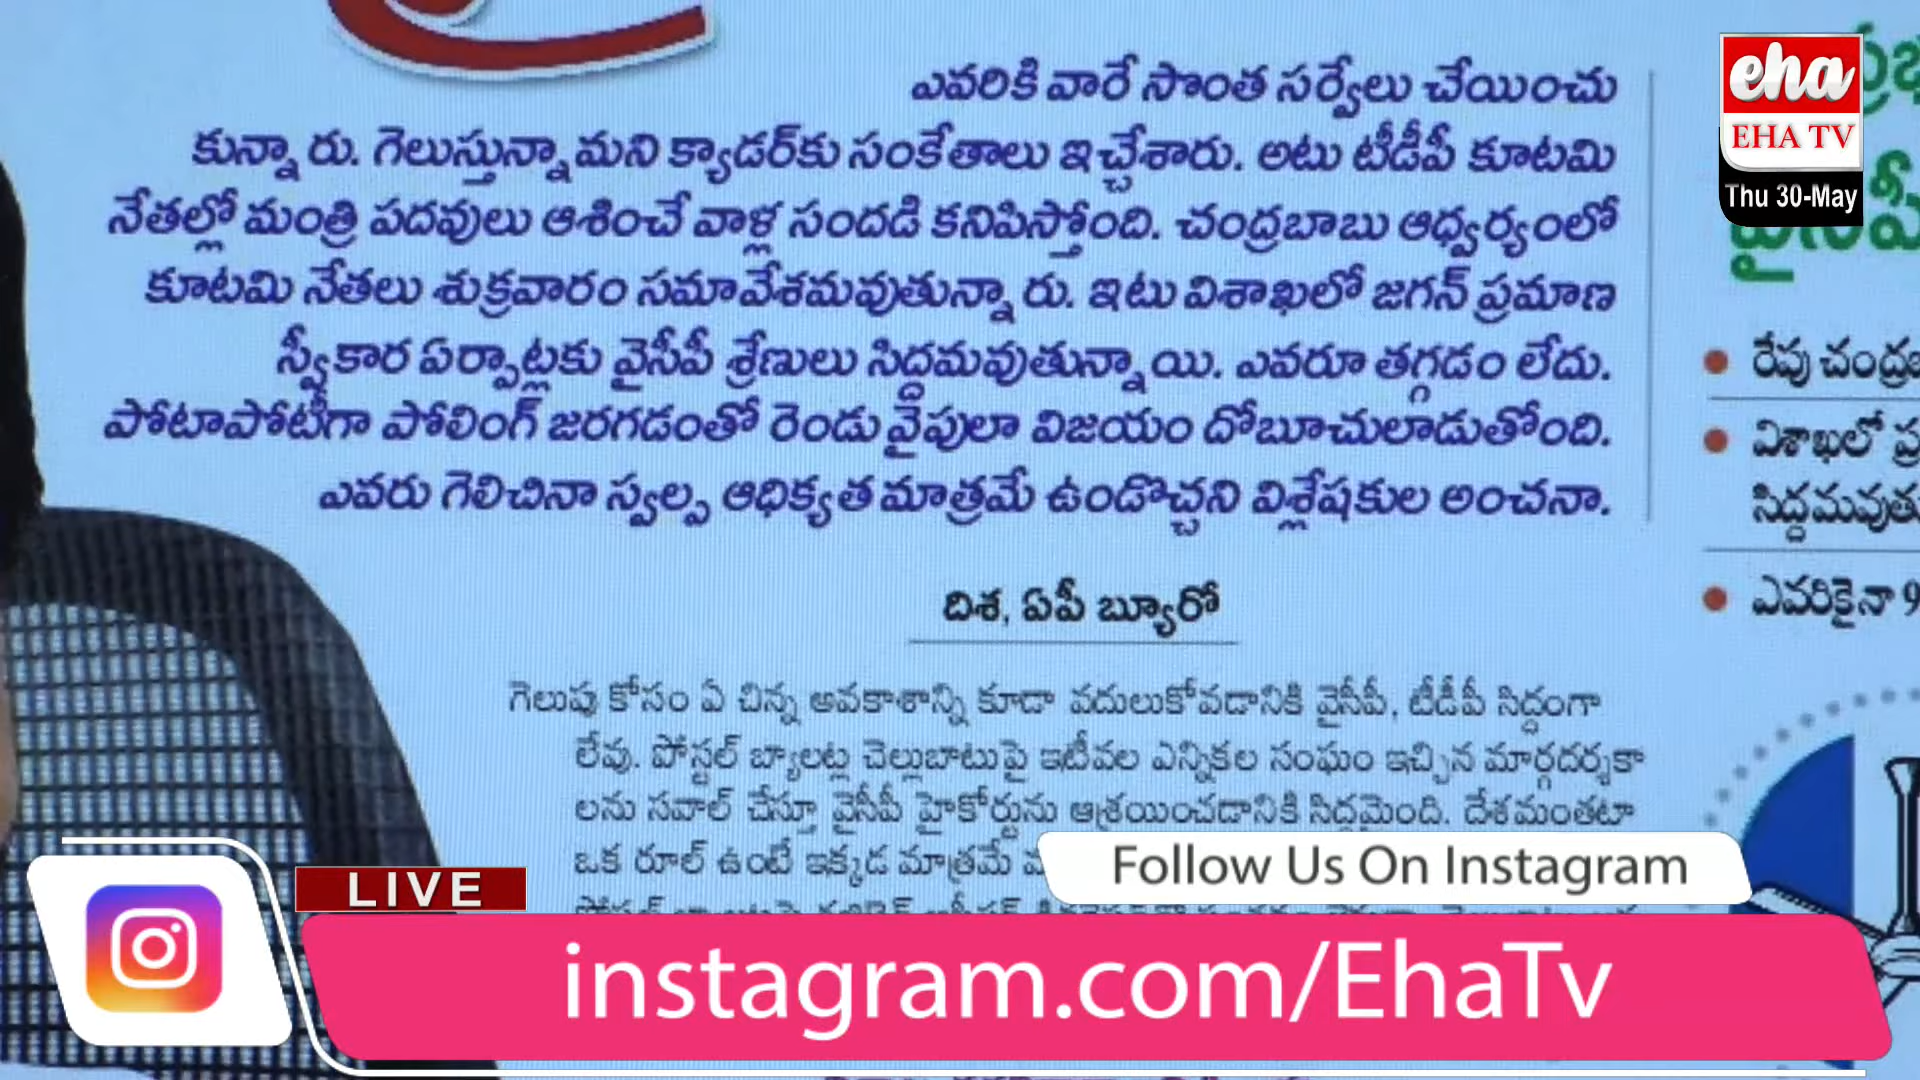 ఎవరికి వారే సొంత సర్వేలు చేయించు
కున్నారు. గెలుస్తున్నామని క్యాడర్‌కు సంకేతాలు ఇచ్చేశారు. అటు టీడీపీ కూటమి
నేతల్లో మంత్రి పదవులు ఆశించే వాళ్ల సందడి కనిపిస్తోంది. చంద్రబాబు ఆధ్వర్యంలో
కూటమి నేతలు శుక్రవారం సమావేశమవుతున్నారు. ఇటు విశాఖలో జగన్ ప్రమాణ
స్వీకార ఏర్పాట్లకు వైసీపీ శ్రేణులు సిద్ధమవుతున్నాయి. ఎవరూ తగ్గడం లేదు.
పోటాపోటీగా పోలింగ్ జరగడంతో రెండు వైపులా విజయం దోబూచులాడుతోంది.
ఎవరు గెలిచినా స్వల్ప ఆధిక్యత మాత్రమే ఉండొచ్చని విశ్లేషకుల అంచనా.
దిశ, ఏపీ బ్యూరో
గెలుపు కోసం ఏ చిన్న అవకాశాన్ని కూడా వదులుకోవడానికి వైసీపీ, టీడీపీ సిద్ధంగా
లేవు. పోస్టల్ బ్యాలట్ల చెల్లుబాటుపై ఇటీవల ఎన్నికల సంఘం ఇచ్చిన మార్గదర్శకా
లను సవాల్ చేస్తూ వైసీపీ హైకోర్టును ఆశ్రయించడానికి సిద్ధమైంది. దేశమంతటా
ఒక రూల్ ఉంటే ఇక్కడ మాత్రమే
eha
EHA TV
Thu 30-May
• రేపు
• విశాఖలో
• ఎవరికైనా
LIVE
Follow Us On Instagram
instagram.com/EhaTv